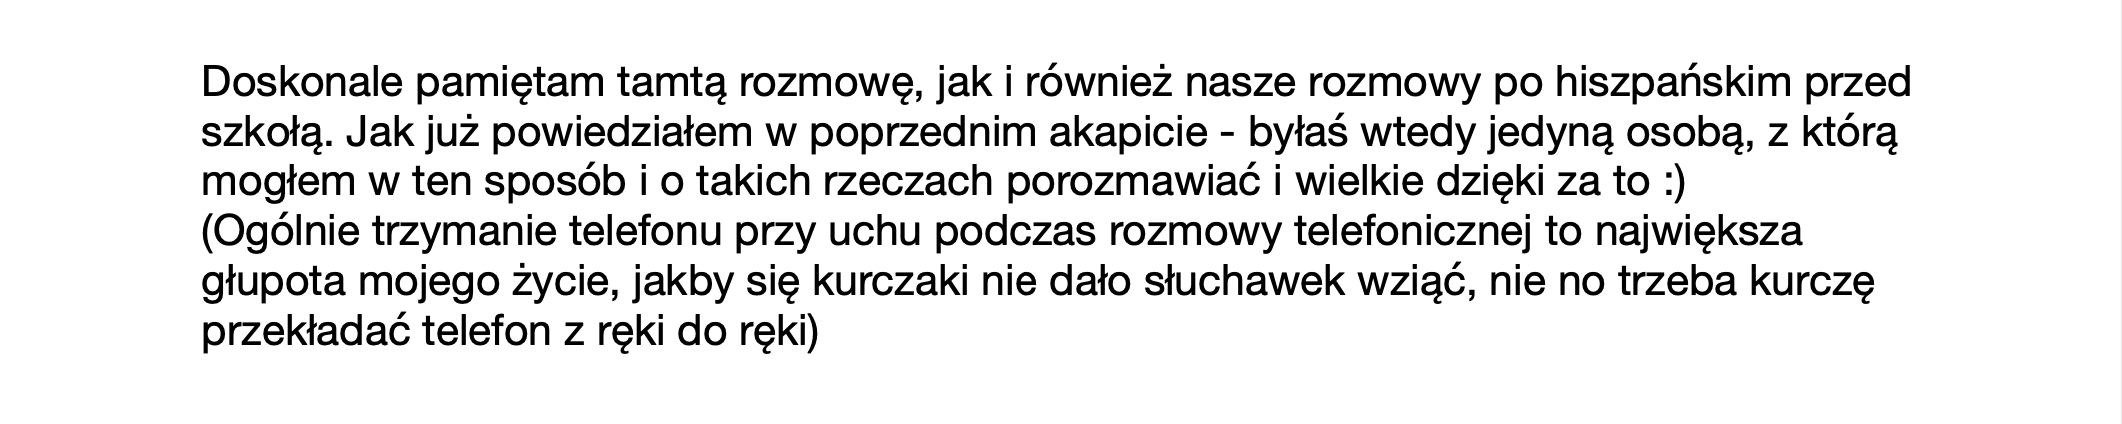 Doskonale pamiętam tamtą rozmowę, jak i również nasze rozmowy po hiszpańskim przed
szkołą. Jak już powiedziałem w poprzednim akapicie - byłaś wtedy jedyną osobą, z którą
mogłem w ten sposób i o takich rzeczach porozmawiać i wielkie dzięki za to :)
(Ogólnie trzymanie telefonu przy uchu podczas rozmowy telefonicznej to największa
głupota mojego życie, jakby się kurczaki nie dało słuchawek wziąć, nie no trzeba kurczę
przekładać telefon z ręki do ręki)